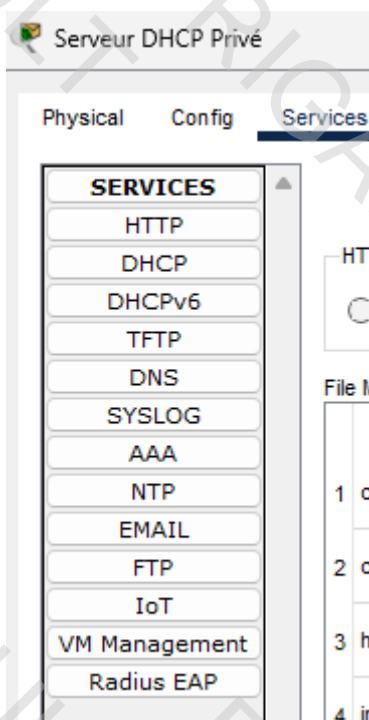 Serveur DHCP Privé
Physical Config Services
SERVICES
HTTP
DHCP
DHCPv6
TFTP
DNS
SYSLOG
AAA
NTP
EMAIL
FTP
IoT
VM Management
Radius EAP
HT
File
1
2
3 h
4